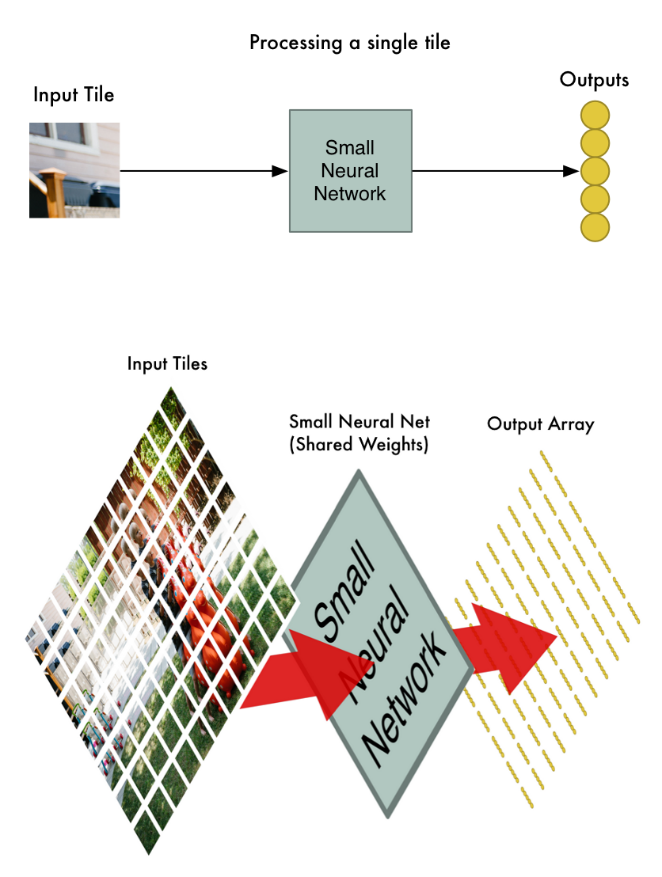 Processing a single tile
Input Tile
Outputs
Small
Neural
Network
Input Tiles
Small Neural Net
(Shared Weights)
Output Array
Small
Neural
Network